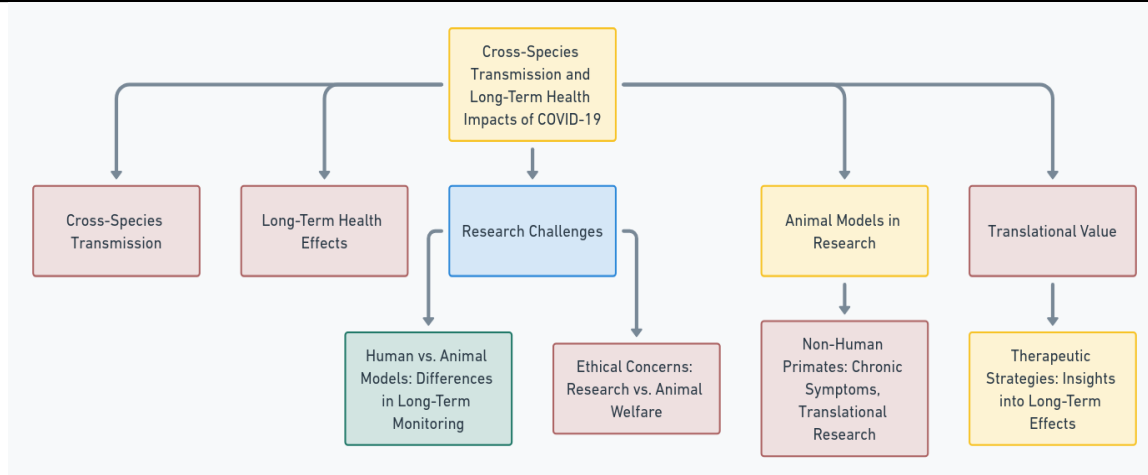 Cross-Species
Transmission and
Long-Term Health
Impacts of COVID-19
Cross-Species
Transmission
Long-Term Health
Effects
Research Challenges
Animal Models in
Research
Translational Value
Human vs. Animal
Models: Differences
in Long-Term
Monitoring
Ethical Concerns:
Research vs. Animal
Welfare
Non-Human
Primates: Chronic
Symptoms,
Translational
Research
Therapeutic
Strategies: Insights
into Long-Term
Effects